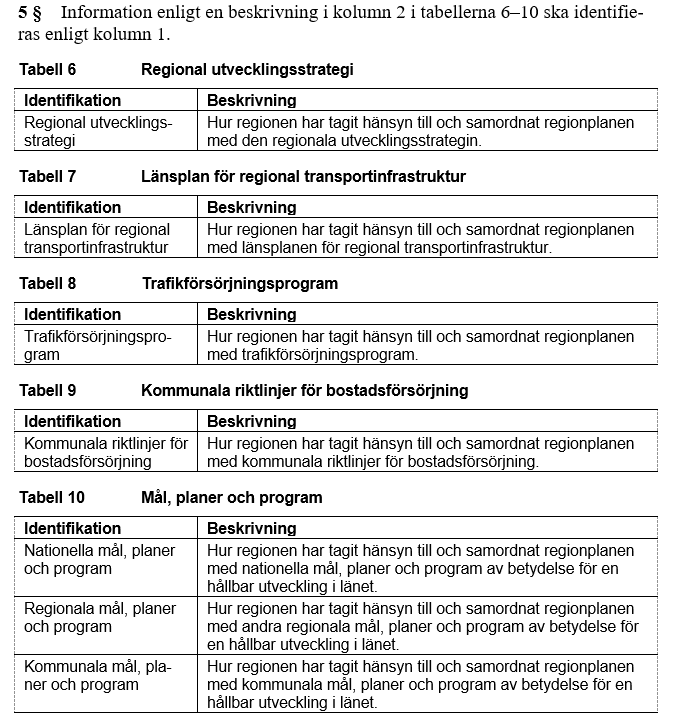 5 § Information enligt en beskrivning i kolumn 2 i tabellerna 6–10 ska identifie-
ras enligt kolumn 1.
Tabell 6 Regional utvecklingsstrategi
Identifikation Beskrivning
Regional utvecklings- Hur regionen har tagit hänsyn till och samordnat regionplanen
strategi med den regionala utvecklingsstrategin.
Tabell 7 Länsplan för regional transportinfrastruktur
Identifikation Beskrivning
Länsplan för regional Hur regionen har tagit hänsyn till och samordnat regionplanen
transportinfrastruktur med länsplanen för regional transportinfrastruktur.
Tabell 8 Trafikförsörjningsprogram
Identifikation Beskrivning
Trafikförsörjningspro- Hur regionen har tagit hänsyn till och samordnat regionplanen
gram med trafikförsörjningsprogram.
Tabell 9 Kommunala riktlinjer för bostadsförsörjning
Identifikation Beskrivning
Kommunala riktlinjer för Hur regionen har tagit hänsyn till och samordnat regionplanen
bostadsförsörjning med kommunala riktlinjer för bostadsförsörjning.
Tabell 10 Mål, planer och program
Identifikation Beskrivning
Nationella mål, planer Hur regionen har tagit hänsyn till och samordnat regionplanen
och program med nationella mål, planer och program av betydelse för en
hållbar utveckling i länet.
Regionala mål, planer Hur regionen har tagit hänsyn till och samordnat regionplanen
och program med andra regionala mål, planer och program av betydelse för
en hållbar utveckling i länet.
Kommunala mål, pla- Hur regionen har tagit hänsyn till och samordnat regionplanen
ner och program med kommunala mål, planer och program av betydelse för en
hållbar utveckling i länet.